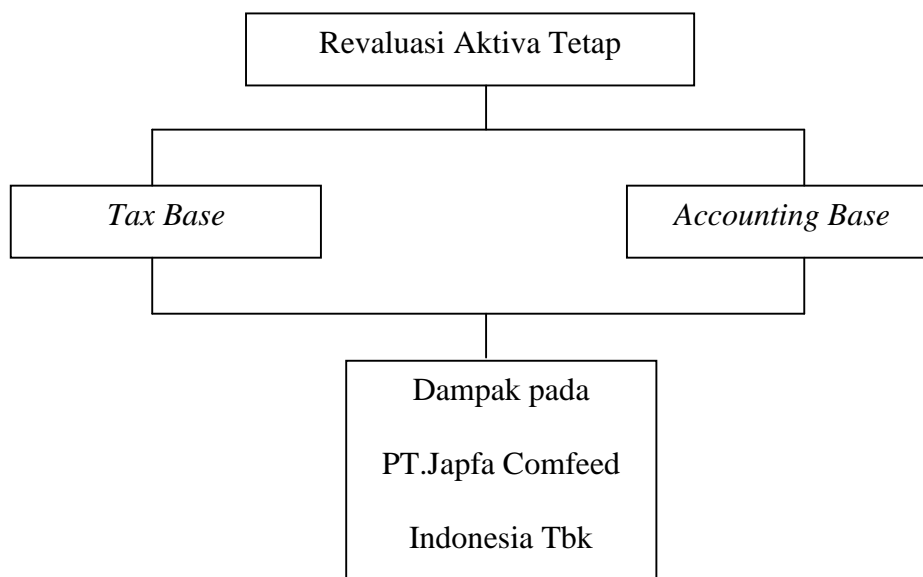 Revaluasi Aktiva Tetap
Tax Base
Accounting Base
Dampak pada
PT.Japfa Comfeed
Indonesia Tbk